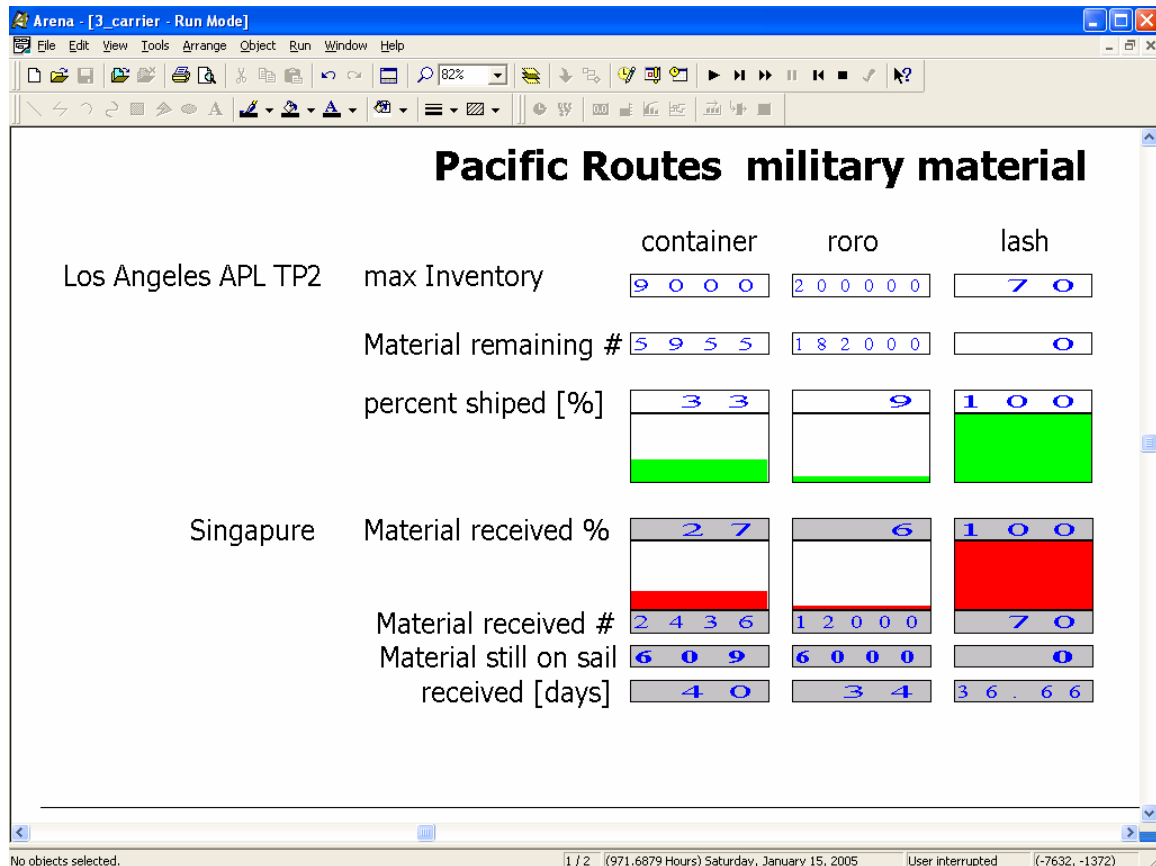 Arena - [3_carrier - Run Mode]
File Edit View Tools Arrange Object Run Window Help
82%
Pacific Routes military material
container roro lash
Los Angeles APL TP2 max Inventory 9000 200000 70
Material remaining # 5955 182000 0
percent shiped [%] 33 9 100
Singapure Material received % 27 6 100
Material received # 2436 12000 70
Material still on sail 609 6000 0
received [days] 40 34 36.66
No objects selected. 1 / 2 (971.6879 Hours) Saturday, January 15, 2005 User interrupted (-7632, -1372)